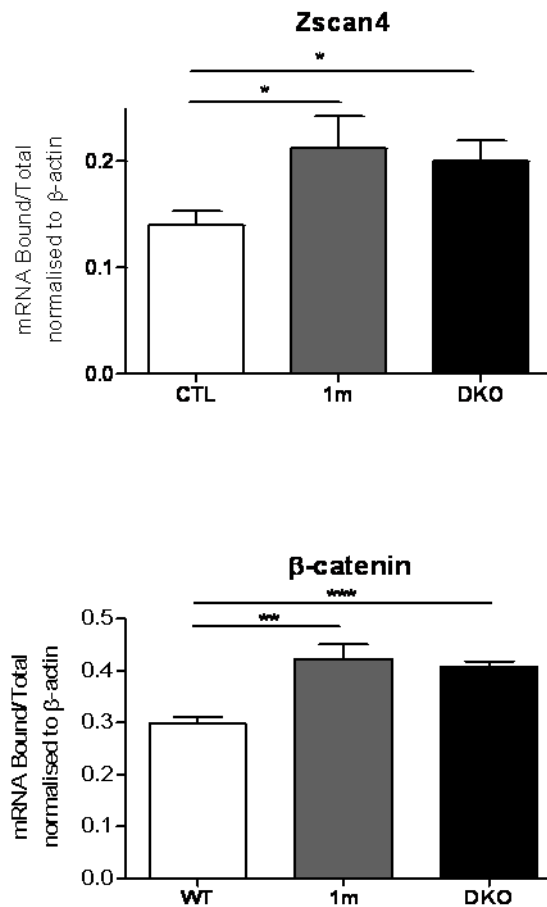 Zscan4
*
*
mRNA Bound/Total
normalised to β-actin
0.2
0.1
0.0
CTL 1m DKO
β-catenin
***
**
mRNA Bound/Total
normalised to β-actin
0.5
0.4
0.3
0.2
0.1
0.0
WT 1m DKO